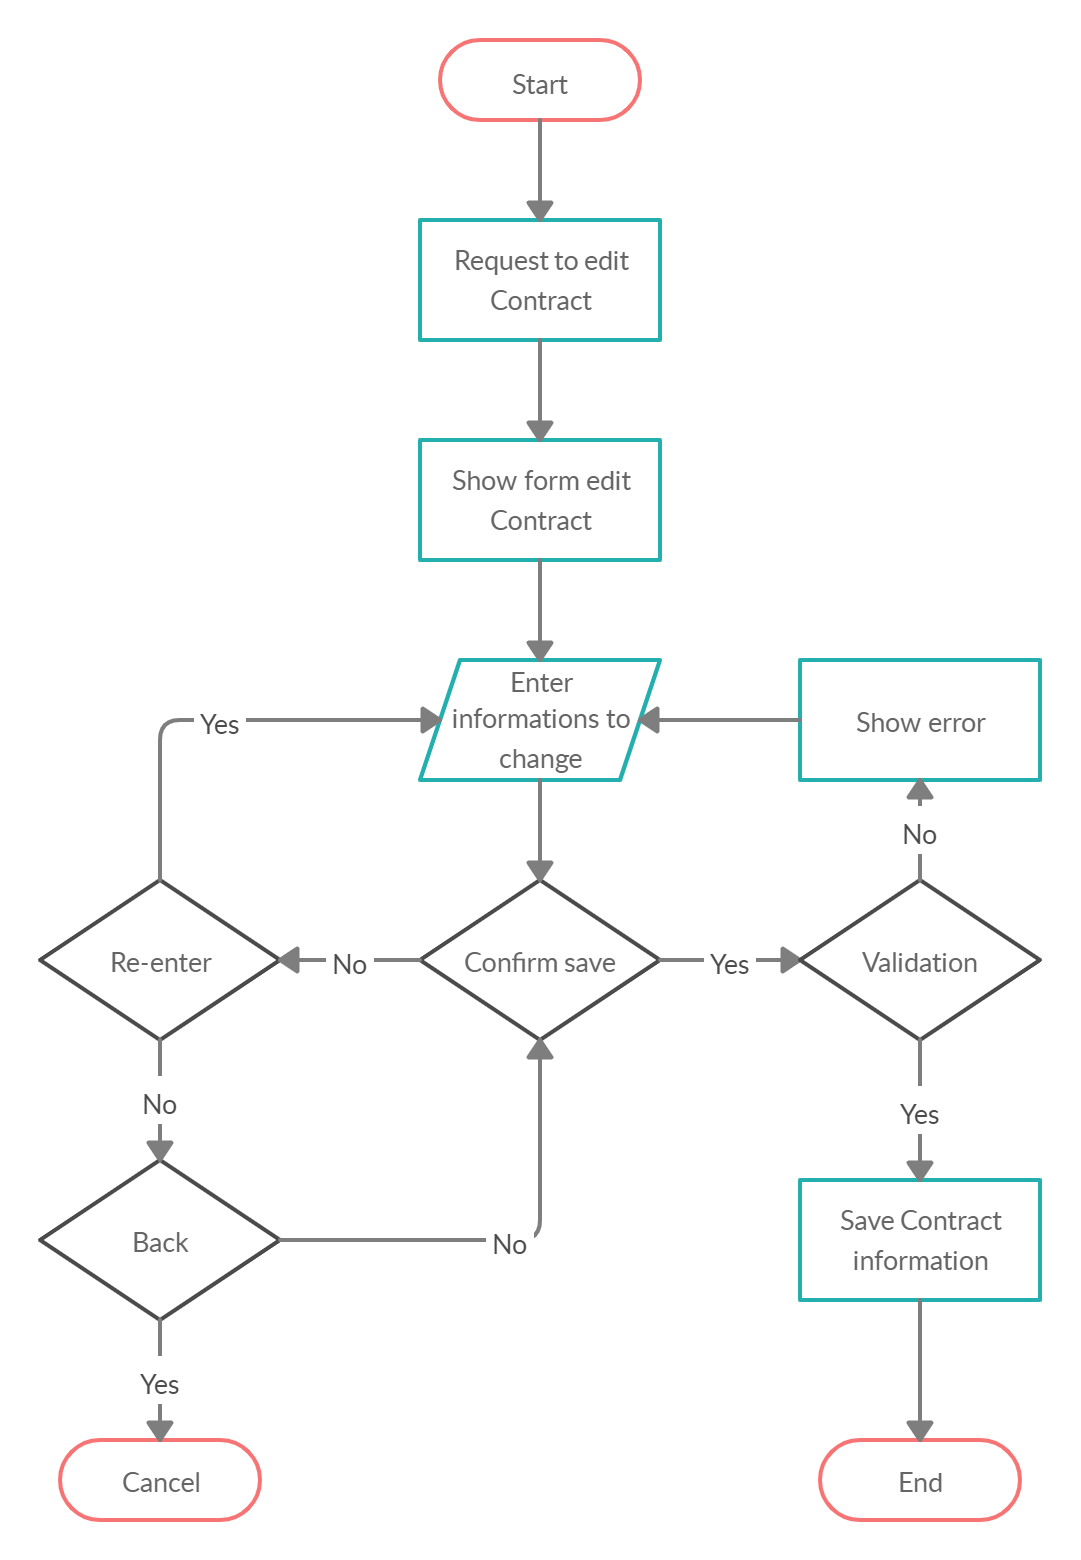 Start
Request to edit
Contract
Show form edit
Contract
Enter
informations to
change
Yes
Show error
No
Re-enter
No
Confirm save
Yes
Validation
No
Yes
Back
No
Save Contract
information
Yes
Cancel
End